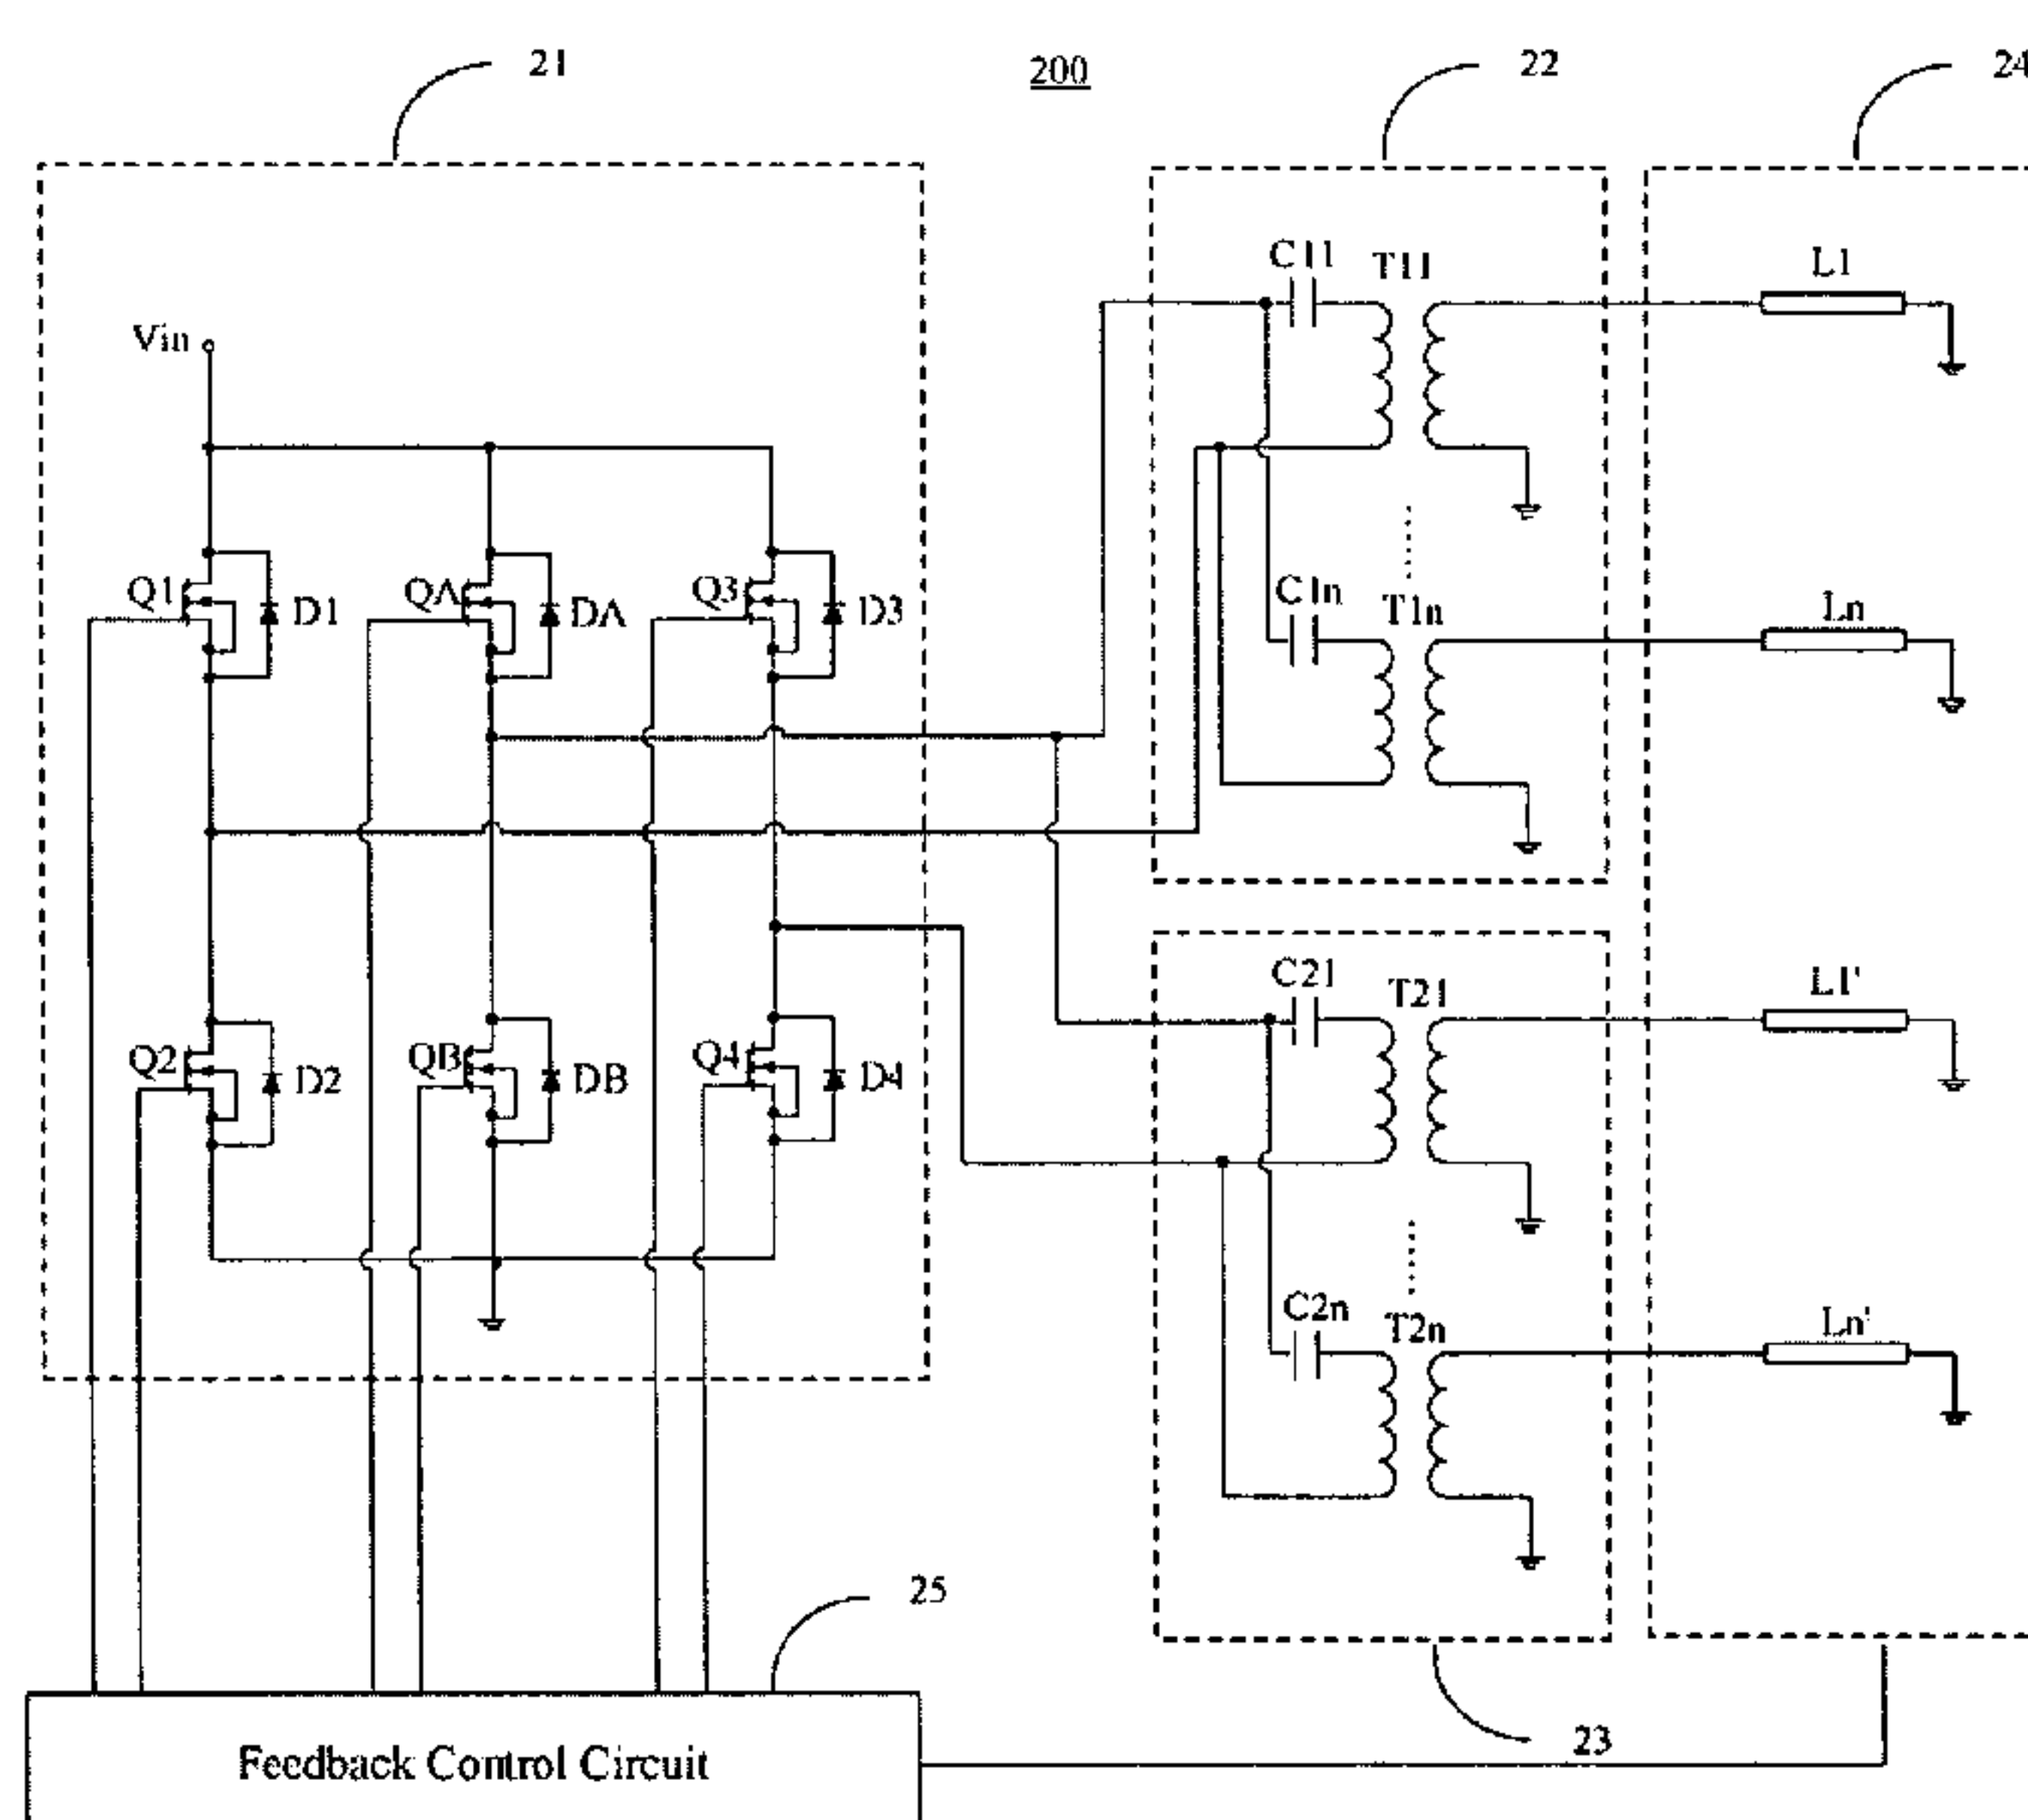 21
200
22
24
C11
T11
L1
Vin
Q1
D1
QA
DA
Q3
D3
C1n
T1n
Ln
C21
T21
L1'
Q2
D2
QB
DB
Q4
D4
C2n
T2n
Ln'
25
23
Feedback Control Circuit